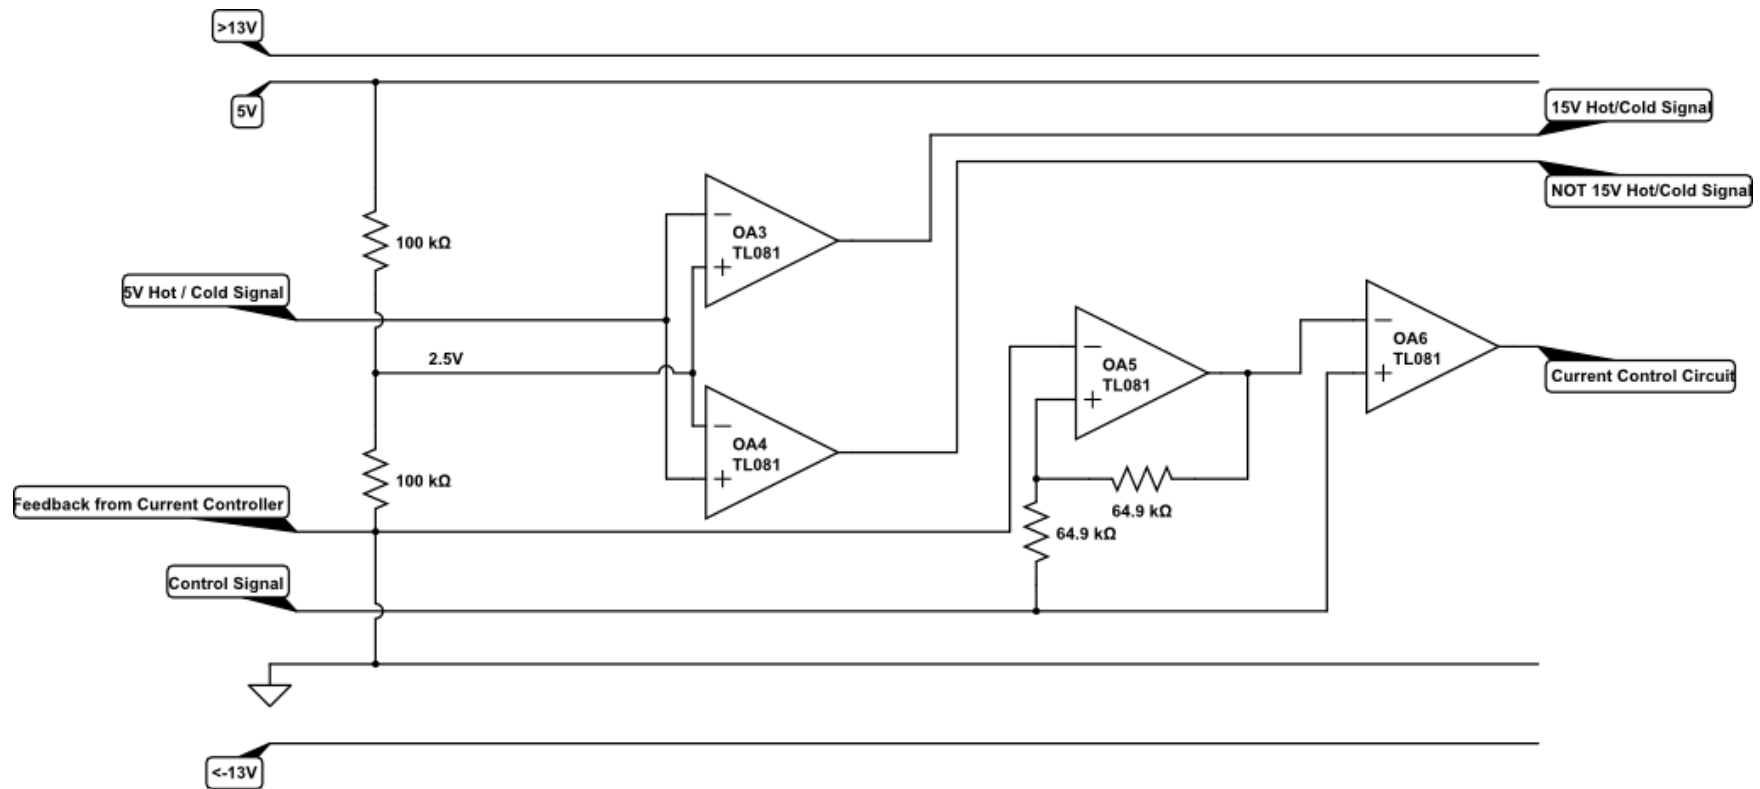 >13V
5V
15V Hot/Cold Signal
NOT 15V Hot/Cold Signal
OA3
TL081
100 kΩ
5V Hot / Cold Signal
2.5V
OA6
TL081
OA5
TL081
Current Control Circuit
OA4
TL081
100 kΩ
Feedback from Current Controller
64.9 kΩ
64.9 kΩ
Control Signal
<-13V